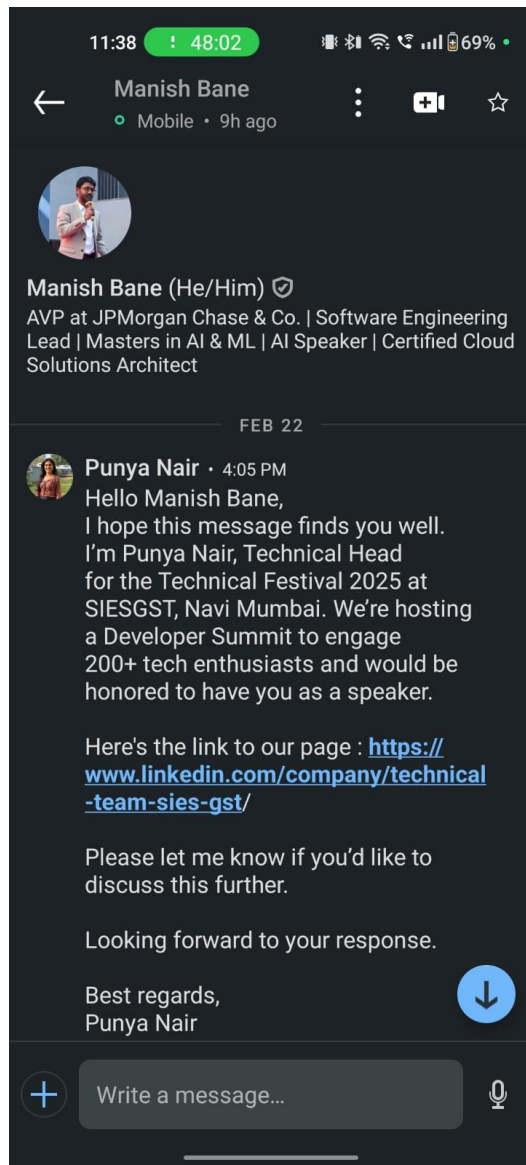 11:38 ! 48:02 69%
Manish Bane
Mobile • 9h ago
Manish Bane (He/Him)
AVP at JPMorgan Chase & Co. | Software Engineering
Lead | Masters in AI & ML | AI Speaker | Certified Cloud
Solutions Architect
FEB 22
Punya Nair • 4:05 PM
Hello Manish Bane,
I hope this message finds you well.
I’m Punya Nair, Technical Head
for the Technical Festival 2025 at
SIESGST, Navi Mumbai. We’re hosting
a Developer Summit to engage
200+ tech enthusiasts and would be
honored to have you as a speaker.
Here's the link to our page : https://
www.linkedin.com/company/technical
-team-sies-gst/
Please let me know if you’d like to
discuss this further.
Looking forward to your response.
Best regards,
Punya Nair
Write a message...